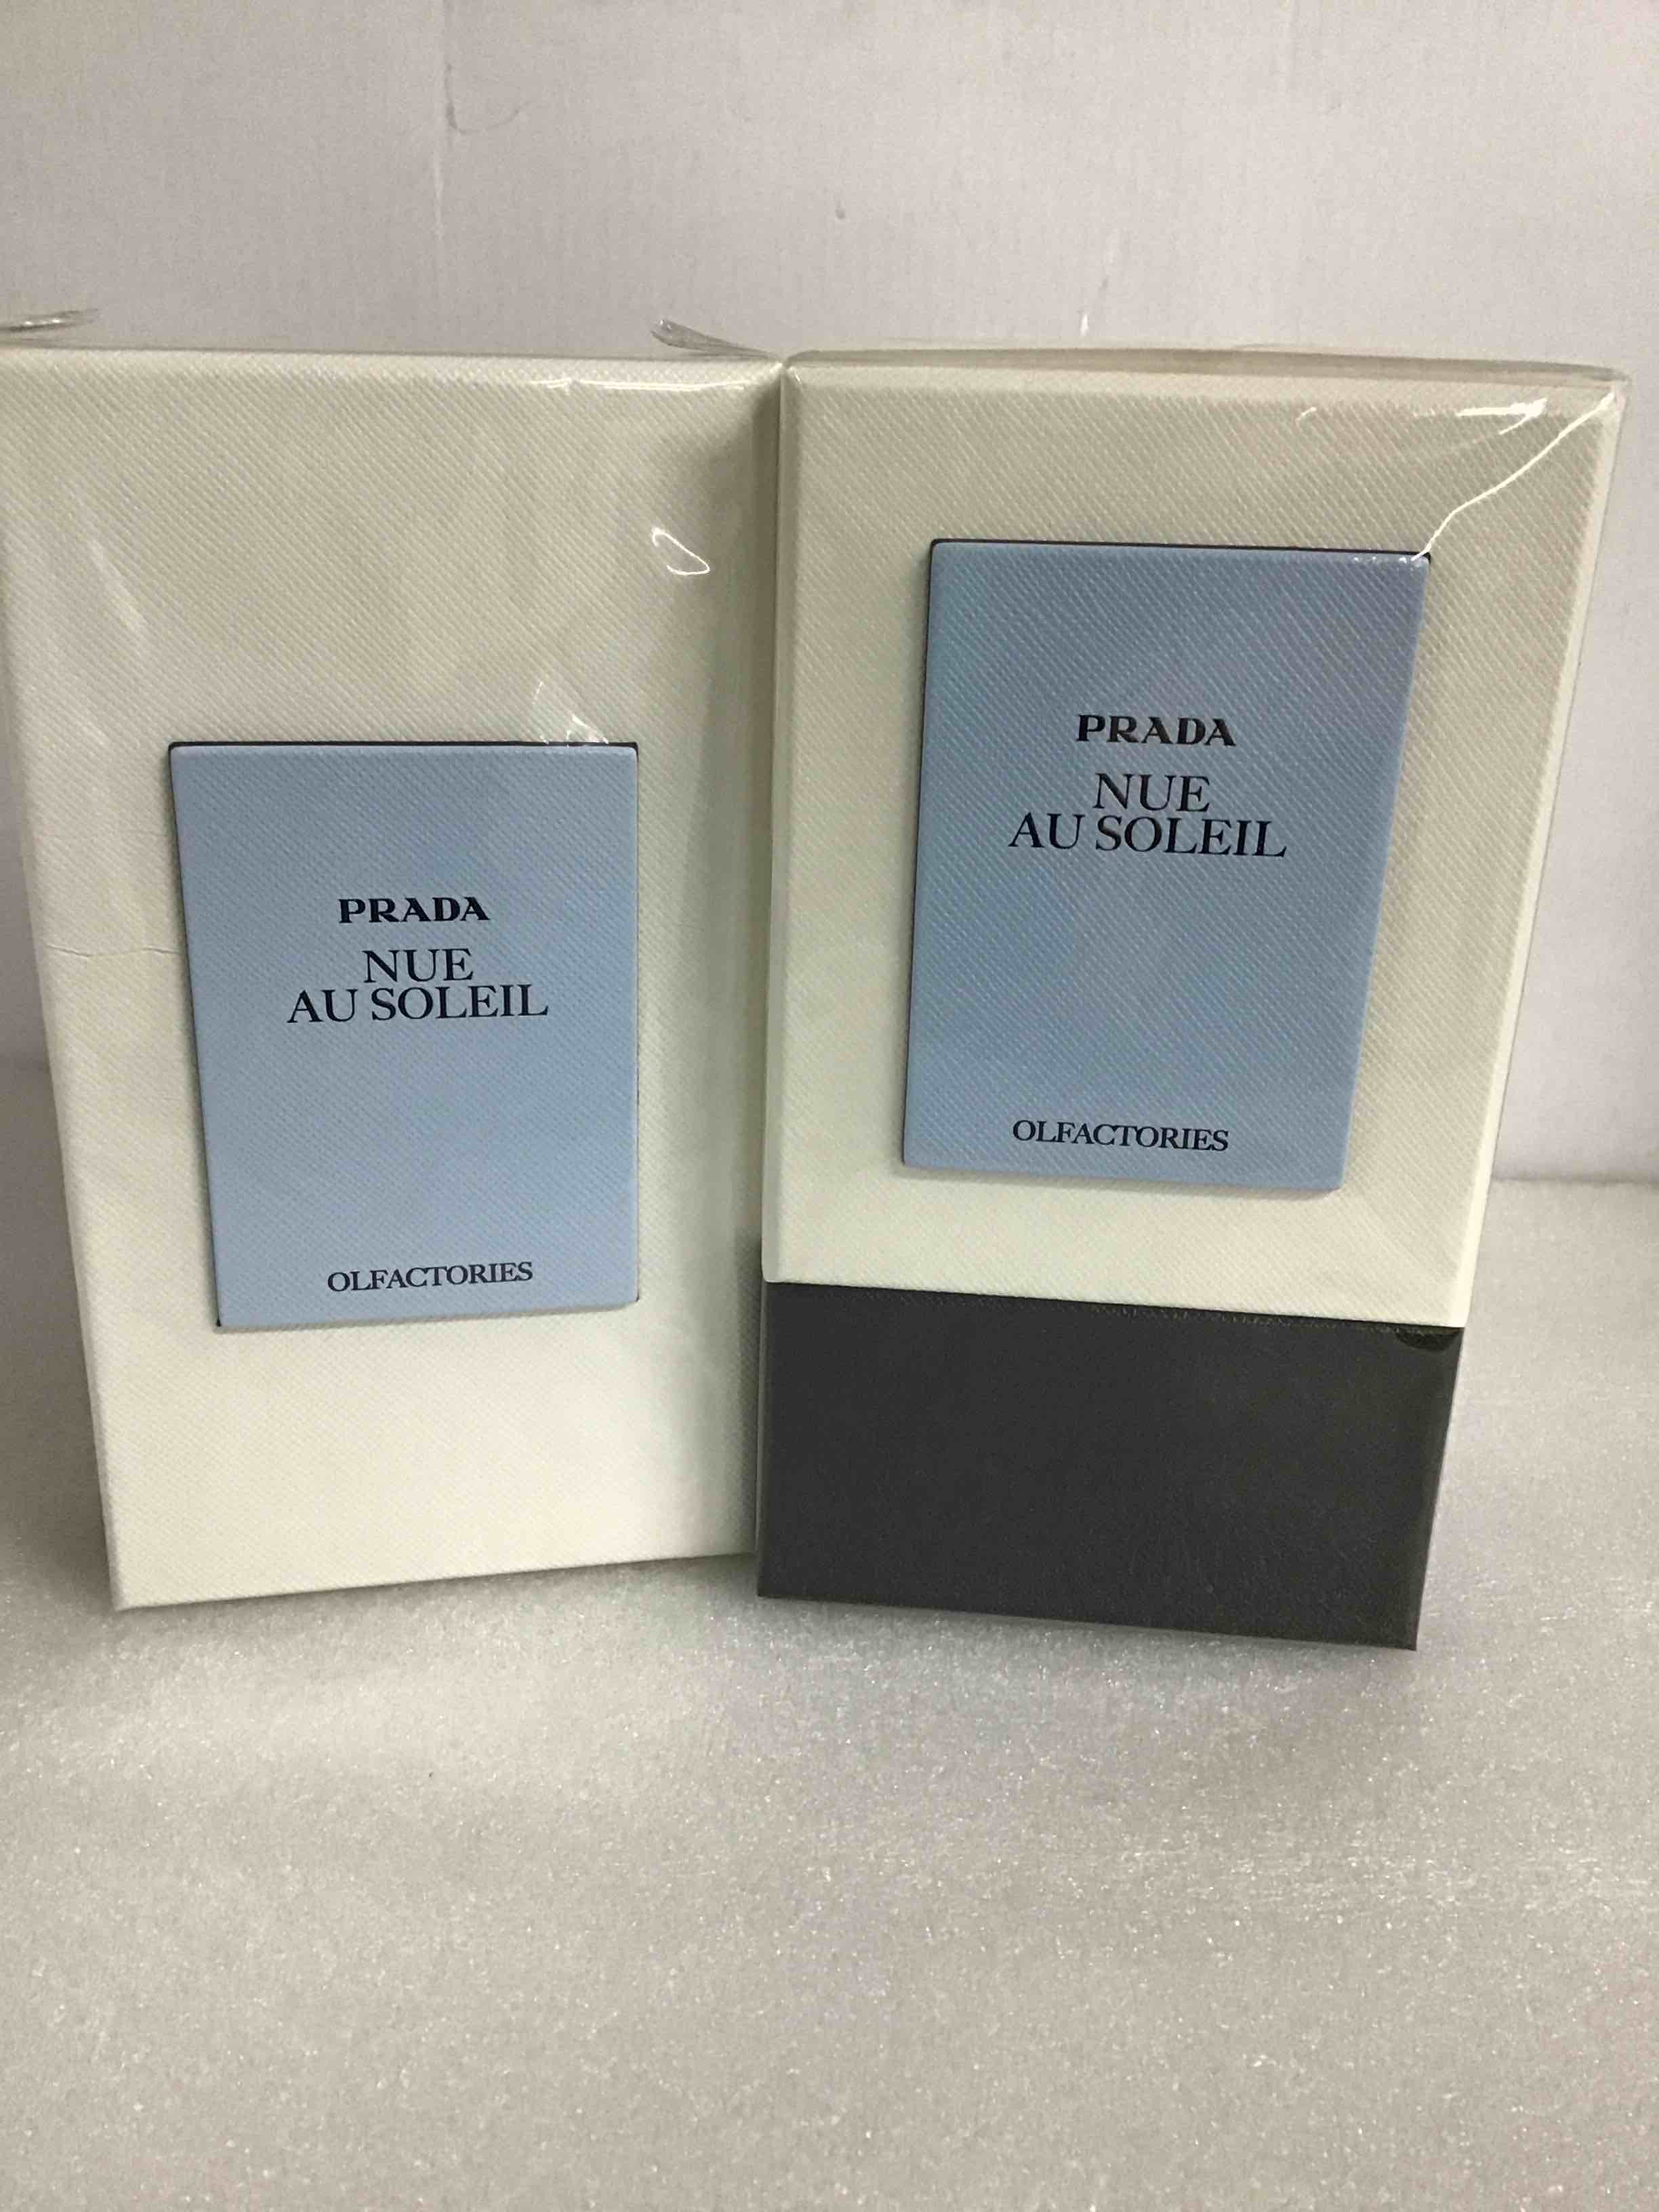 PRADA
NUE
AU SOLEIL
OLFACTORIES
PRADA
NUE
AU SOLEIL
OLFACTORIES